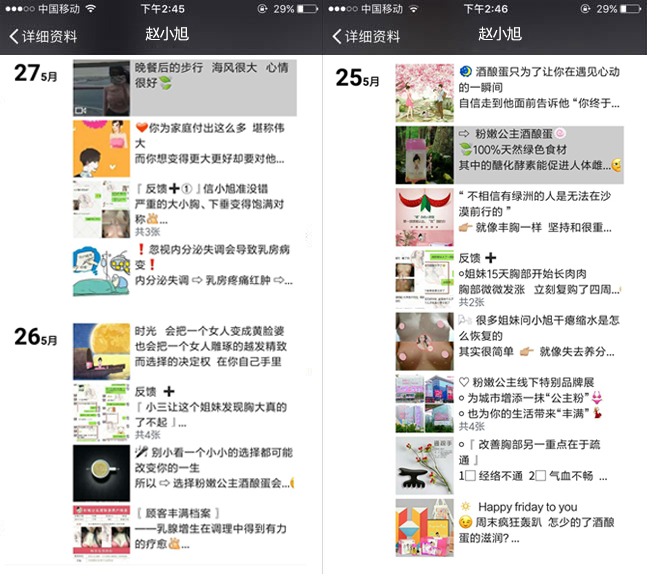 中国移动 下午2:45 29%
详细资料 赵小旭
27 5月
晚餐后的步行 海风很大 心情
很好
你为家庭付出这么多 堪称伟
大
而你想变得更大更好却要对他...
『 反馈➕① 』信小旭准没错
严重的大小胸、下垂变得饱满对
称...
共3张
❗忽视内分泌失调会导致乳房病
变❗
内分泌失调 ⇨ 乳房疼痛红肿 ⇨...
26 5月
时光 会把一个女人变成黄脸婆
也会把一个女人雕琢的越发精致
而选择的决定权 在你自己手里
反馈 ➕
『 小三让这个姐妹发现胸大真的
了不起 』...
共4张
别小看一个小小的选择都可能
改变你的一生
所以 ⇨ 选择粉嫩公主酒酿蛋会...
『 顾客丰满档案 』
——乳腺增生在调理中得到有力
的疗愈...
中国移动 下午2:46 29%
详细资料 赵小旭
25 5月
酒酿蛋只为了让你在遇见心动
的一瞬间
自信走到他面前告诉他 “你终于...
⇨ 粉嫩公主酒酿蛋
100%天然绿色食材
其中的醣化酵素能促进人体雌...
“ 不相信有绿洲的人是无法在沙
漠前行的 ”
就像丰胸一样 坚持和很重...
反馈 ➕
o姐妹15天胸部开始长肉肉
胸部微微发涨 立刻复购了四周...
共2张
很多姐妹问小旭干瘪缩水是怎
么恢复的
其实很简单 就像失去养分...
♡ 粉嫩公主线下特别品牌展
o 为城市增添一抹“公主粉”
o 也为你的生活带来“丰满”
共4张
o『 改善胸部另一重点在于疏
通 』
1□ 经络不通 2□ 气血不畅 ...
Happy friday to you
周末疯狂轰趴 怎少的了酒酿
蛋的滋润? ...